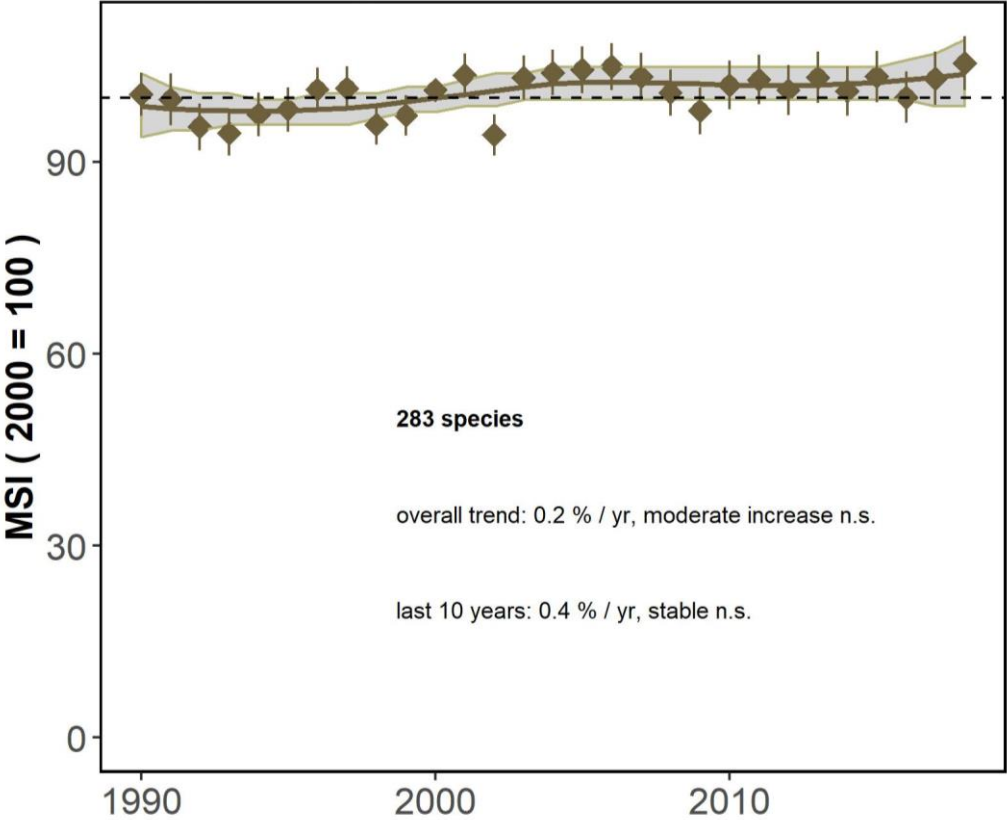 MSI ( 2000 = 100 )
90
60
30
0
283 species
overall trend: 0.2 % / yr, moderate increase n.s.
last 10 years: 0.4 % / yr, stable n.s.
1990 2000 2010